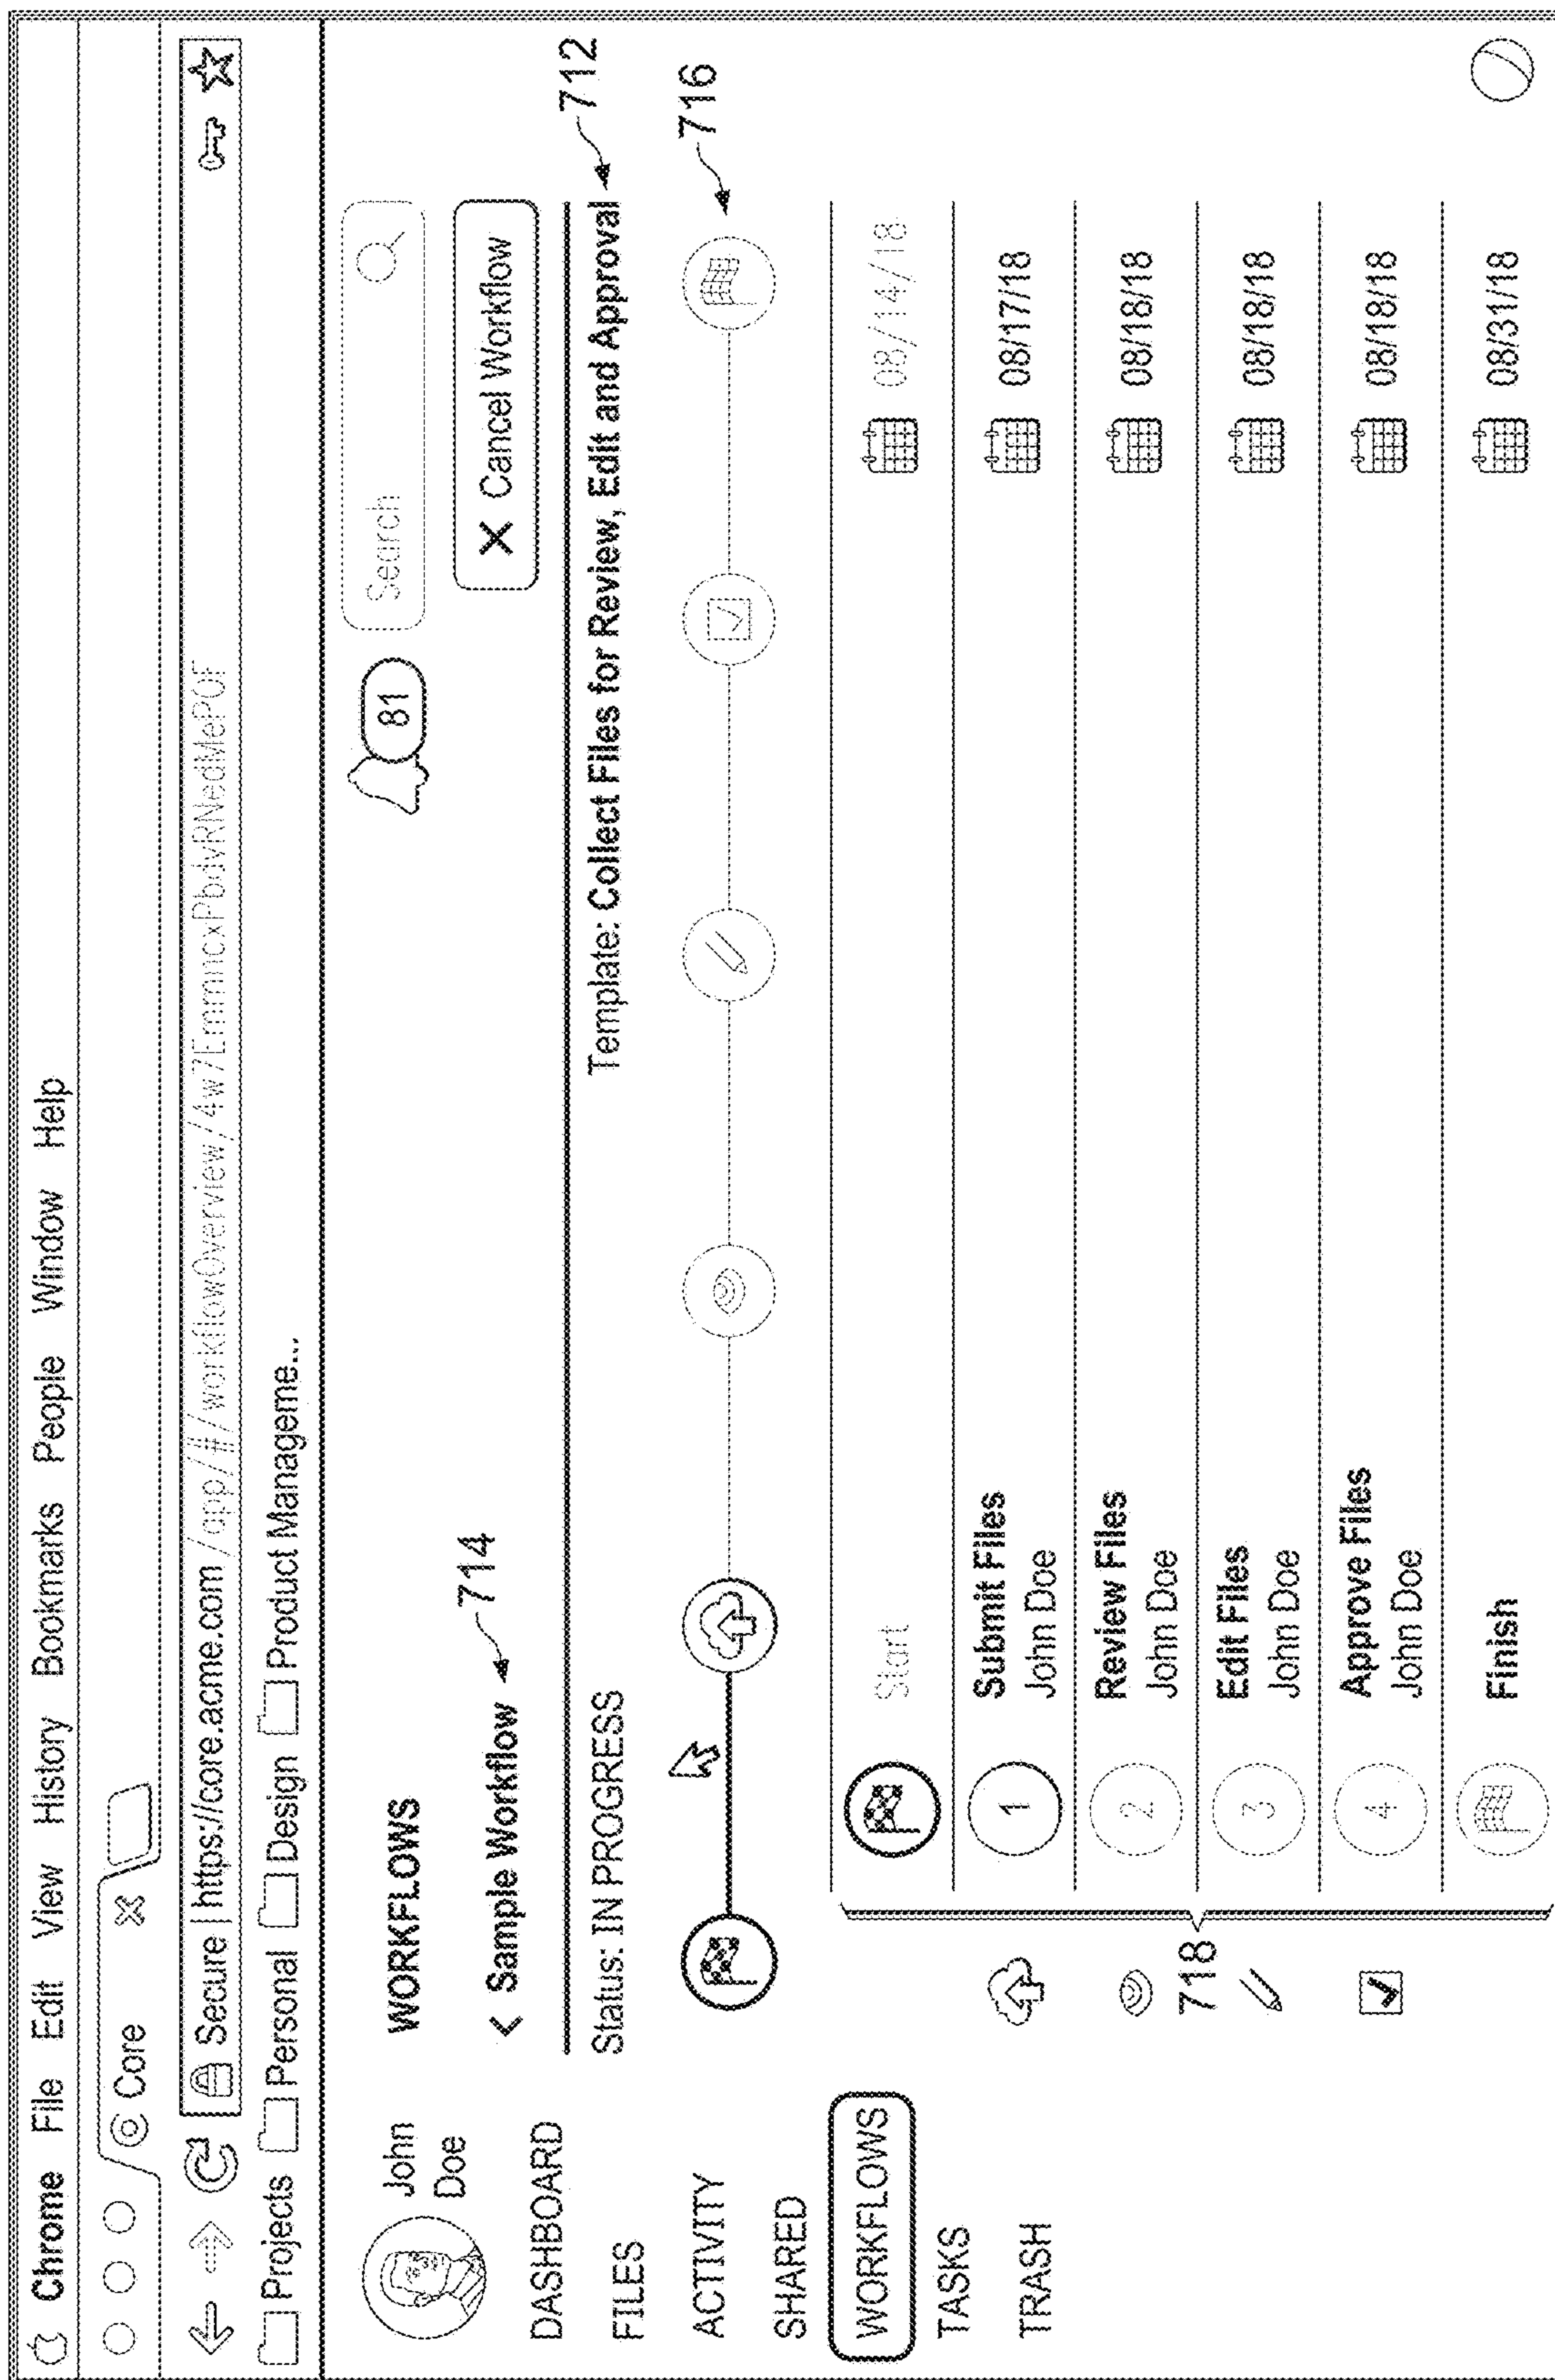 Chrome File Edit View History Bookmarks People Window Help
Core
Secure | https://core.acme.com/app/#/workflowOverview/4w7EmmcxPbdvRNedMePOF
Projects Personal Design Product Manageme...
John
Doe
81
Search
WORKFLOWS
Sample Workflow
714
X Cancel Workflow
712
Status: IN PROGRESS
Template: Collect Files for Review, Edit and Approval
716
DASHBOARD
FILES
ACTIVITY
SHARED
WORKFLOWS
TASKS
TRASH
718
Start 08/14/18
1 Submit Files 08/17/18
John Doe
2 Review Files 08/18/18
John Doe
3 Edit Files 08/18/18
John Doe
4 Approve Files 08/18/18
John Doe
Finish 08/31/18